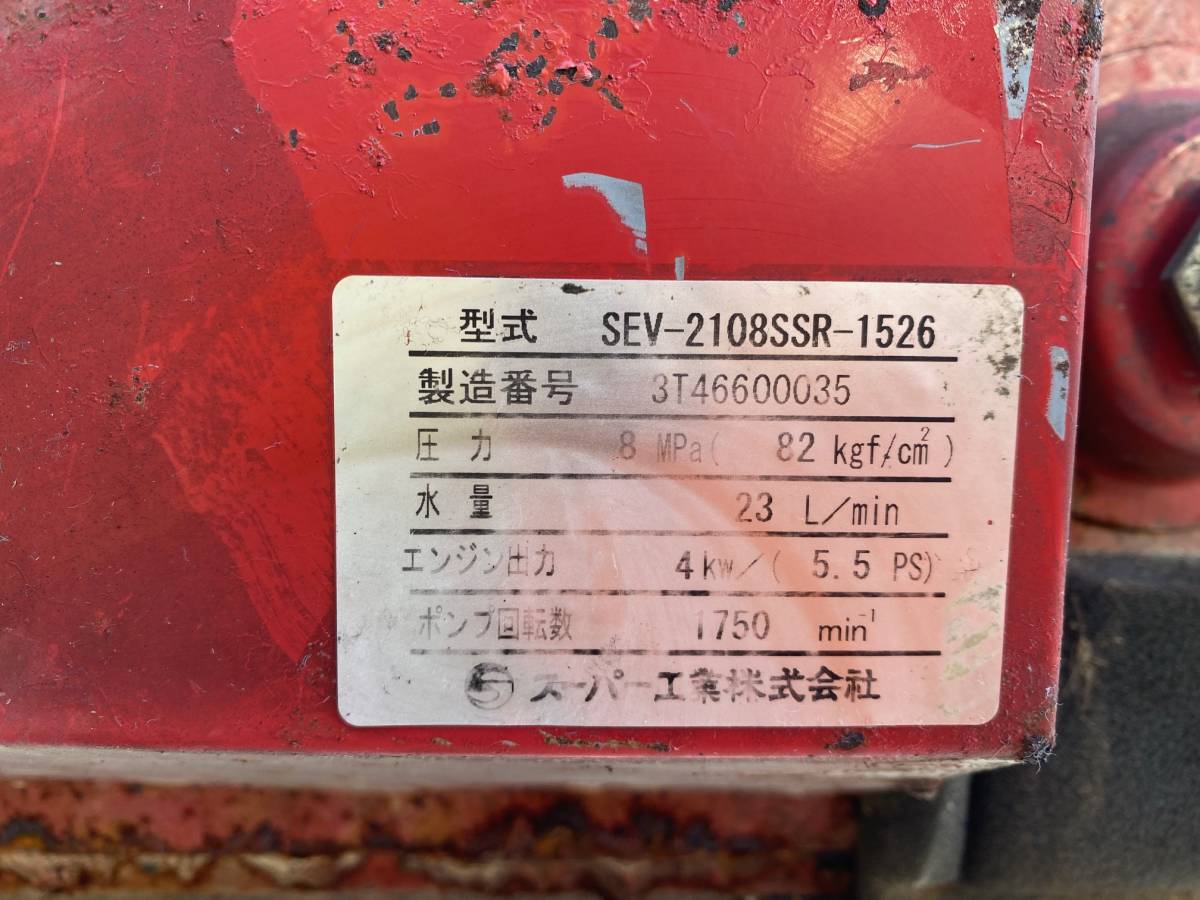 型式 SEV-2108SSR-1526
製造番号 3T46600035
圧力 8 MPa( 82 kgf/cm²)
水量 23 L/min
エンジン出力 4kw/(5.5 PS)
ポンプ回転数 1750 min⁻¹
スーパー工業株式会社